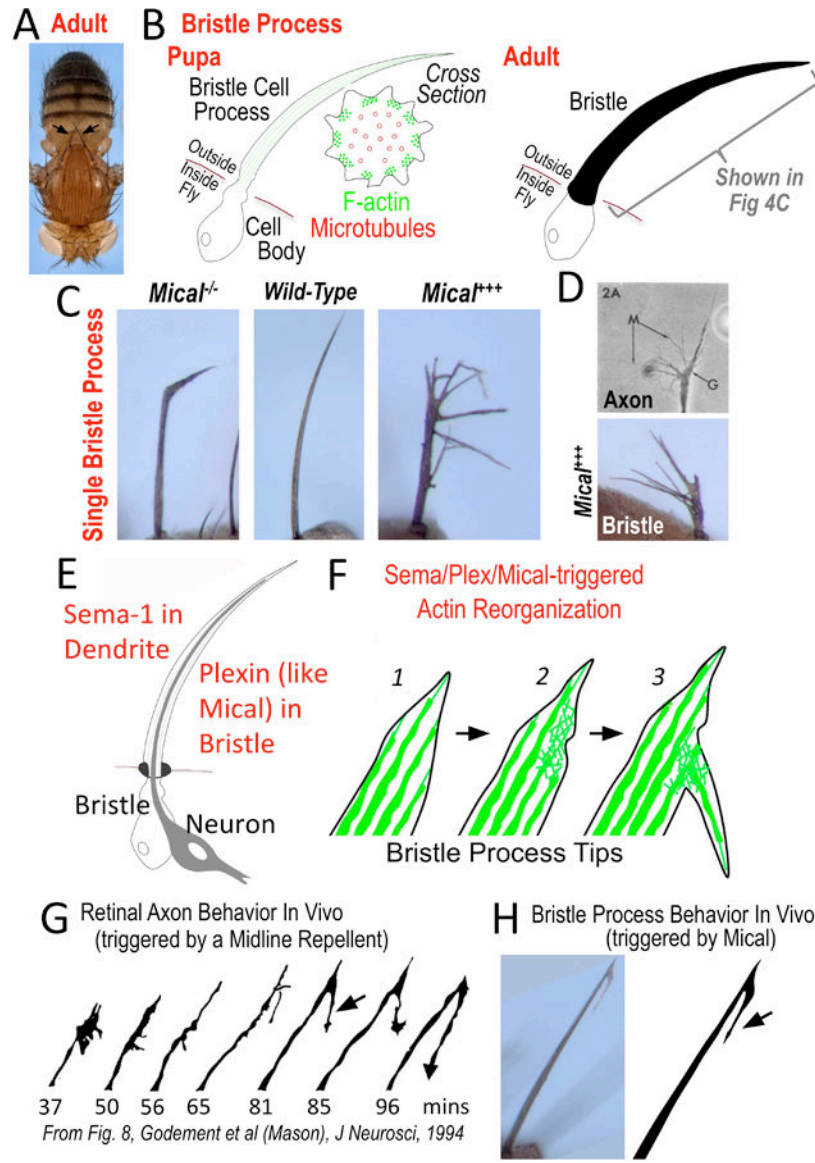 A Adult
B Bristle Process
Pupa
Bristle Cell
Process
Cross
Section
Outside
Inside
Fly
F-actin
Microtubules
Cell
Body
Adult
Bristle
Outside
Inside
Fly
Shown in
Fig 4C
C
Single Bristle Process
Mical-/-
Wild-Type
Mical+++
D
2A
M
G
Axon
Mical+++
Bristle
E
Sema-1 in
Dendrite
Plexin (like
Mical) in
Bristle
Bristle
Neuron
F Sema/Plex/Mical-triggered
Actin Reorganization
1 2 3
Bristle Process Tips
G Retinal Axon Behavior In Vivo
(triggered by a Midline Repellent)
37 50 56 65 81 85 96 mins
From Fig. 8, Godement et al (Mason), J Neurosci, 1994
H Bristle Process Behavior In Vivo
(triggered by Mical)